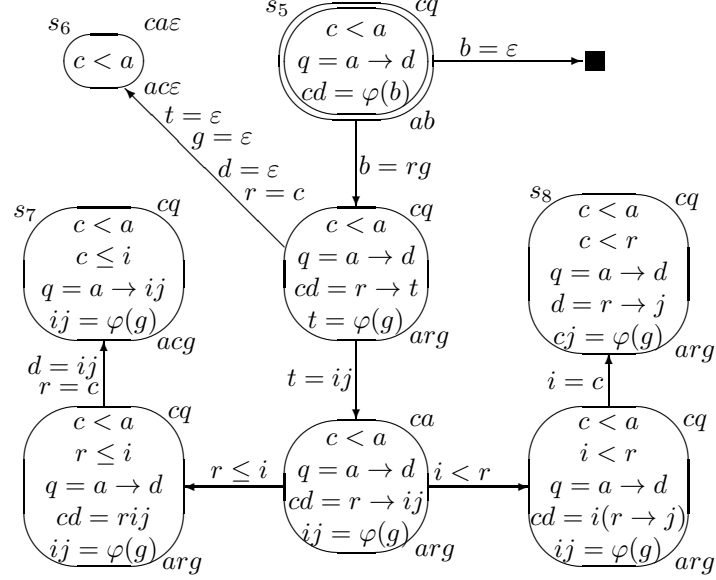 s₆
caε
c < a
acε
s₅
cq
c < a
q = a → d
cd = φ(b)
ab
b = ε
t = ε
g = ε
d = ε
r = c
b = rg
s₇
cq
c < a
c ≤ i
q = a → ij
ij = φ(g)
acg
cq
c < a
q = a → d
cd = r → t
t = φ(g)
arg
s₈
cq
c < a
c < r
q = a → d
d = r → j
cj = φ(g)
arg
d = ij
r = c
t = ij
i = c
cq
c < a
r ≤ i
q = a → d
cd = rij
ij = φ(g)
arg
r ≤ i
ca
c < a
q = a → d
cd = r → ij
ij = φ(g)
arg
i < r
cq
c < a
i < r
q = a → d
cd = i(r → j)
ij = φ(g)
arg